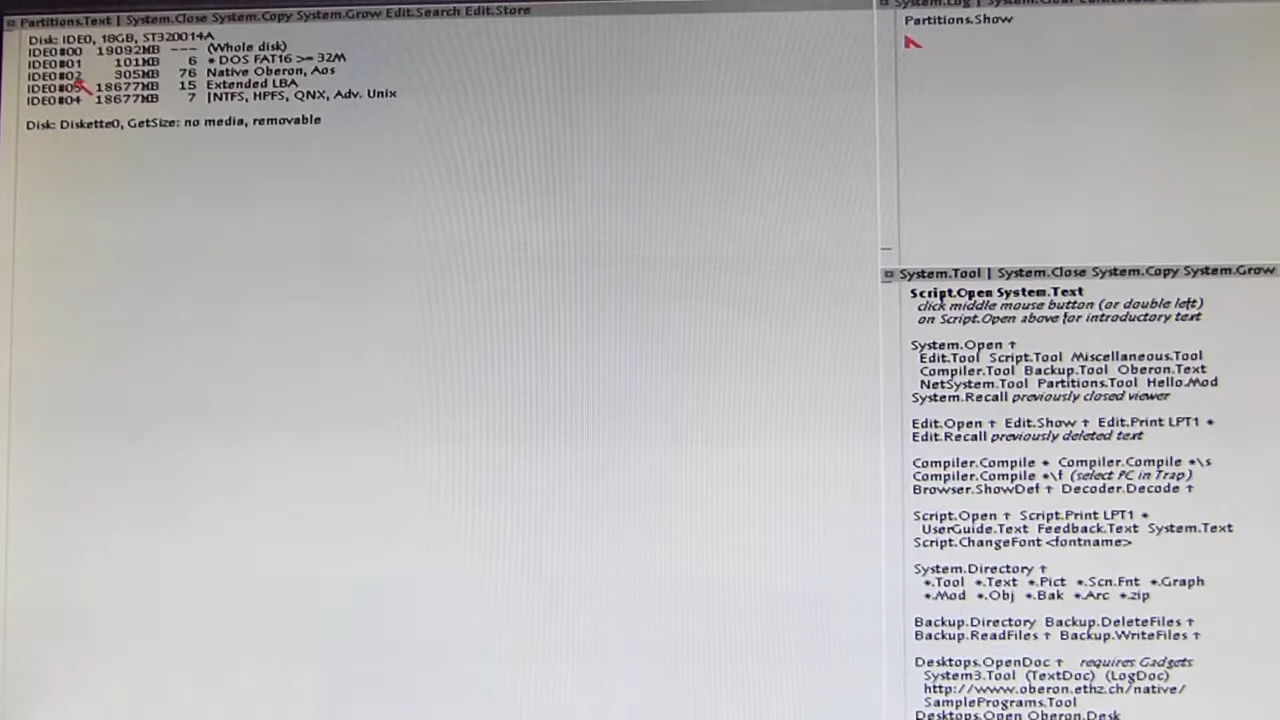 Partitions.Text | System.Close System.Copy System.Grow Edit.Search Edit.Store
Disk: IDE0, 18GB, ST320014A
IDE0#00 19092MB --- (Whole disk)
IDE0#01 101MB 6 * DOS FAT16 >= 32M
IDE0#02 305MB 76 Native Oberon, Aos
IDE0#03 18677MB 15 Extended LBA
IDE0#04 18677MB 7 |NTFS, HPFS, QNX, Adv. Unix
Disk: Diskette0, GetSize: no media, removable
Partitions.Show
System.Tool | System.Close System.Copy System.Grow
Script.Open System.Text
click middle mouse button (or double left)
on Script.Open above for introductory text
System.Open ↑
Edit.Tool Script.Tool Miscellaneous.Tool
Compiler.Tool Backup.Tool Oberon.Text
NetSystem.Tool Partitions.Tool Hello.Mod
System.Recall previously closed viewer
Edit.Open ↑ Edit.Show ↑ Edit.Print LPT1 *
Edit.Recall previously deleted text
Compiler.Compile * Compiler.Compile *\s
Compiler.Compile *\f (select PC in Trap)
Browser.ShowDef ↑ Decoder.Decode ↑
Script.Open ↑ Script.Print LPT1 *
UserGuide.Text Feedback.Text System.Text
Script.ChangeFont <fontname>
System.Directory ↑
*.Tool *.Text *.Pict *.Scn.Fnt *.Graph
*.Mod *.Obj *.Bak *.Arc *.zip
Backup.Directory Backup.DeleteFiles ↑
Backup.ReadFiles ↑ Backup.WriteFiles ↑
Desktops.OpenDoc ↑ requires Gadgets
System3.Tool (TextDoc) (LogDoc)
http://www.oberon.ethz.ch/native/
SamplePrograms.Tool
Desktops.Open Oberon.Desk